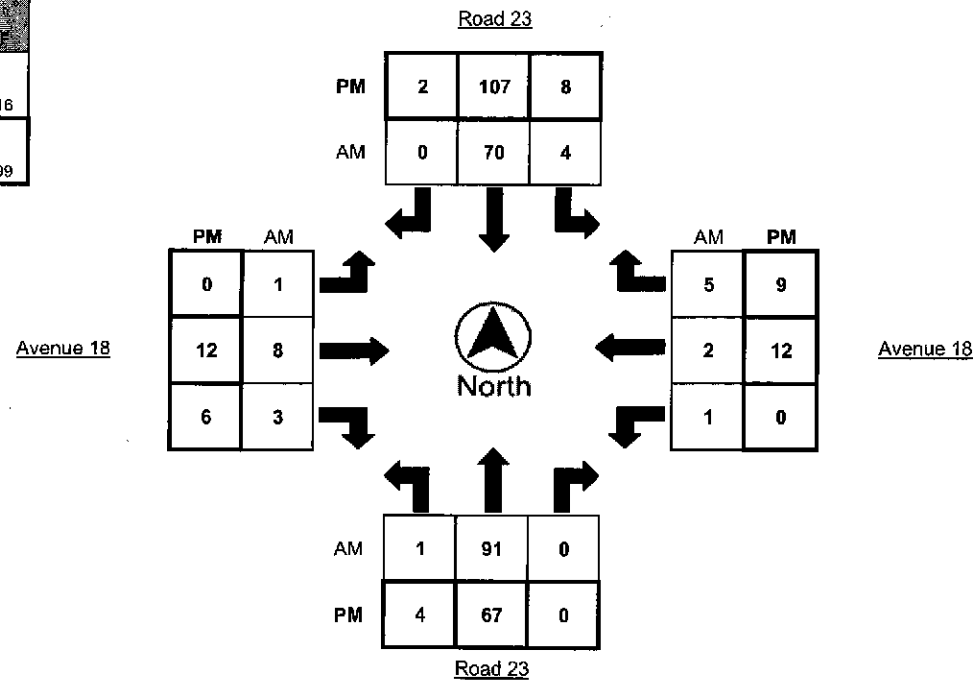 Road 23
PM 2 107 8
AM 0 70 4
PM AM
0 1
12 8
6 3
Avenue 18
North
AM PM
5 9
2 12
1 0
Avenue 18
AM 1 91 0
PM 4 67 0
Road 23